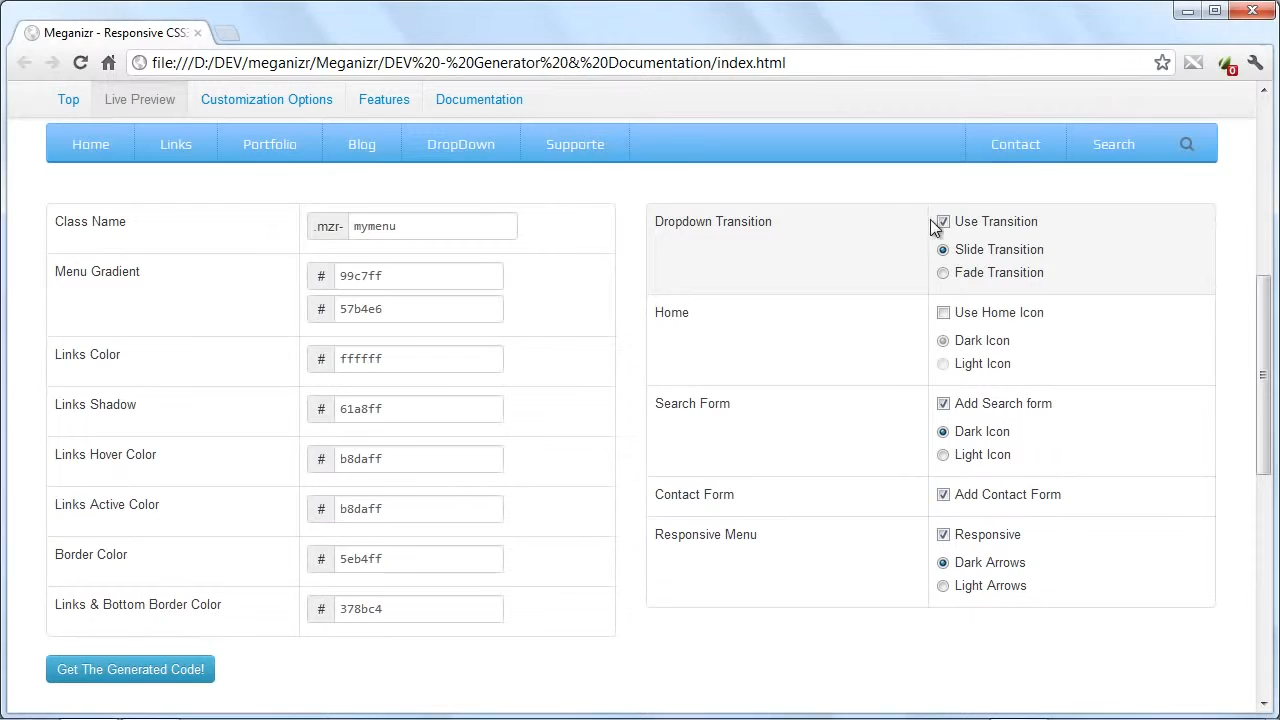 Meganizr - Responsive CSS:
file:///D:/DEV/meganizr/Meganizr/DEV%20-%20Generator%20&%20Documentation/index.html
0
Top Live Preview Customization Options Features Documentation
Home Links Portfolio Blog DropDown Supporte Contact Search
Class Name .mzr- mymenu
Menu Gradient # 99c7ff
# 57b4e6
Links Color # ffffff
Links Shadow # 61a8ff
Links Hover Color # b8daff
Links Active Color # b8daff
Border Color # 5eb4ff
Links & Bottom Border Color # 378bc4
Get The Generated Code!
Dropdown Transition Use Transition
Slide Transition
Fade Transition
Home Use Home Icon
Dark Icon
Light Icon
Search Form Add Search form
Dark Icon
Light Icon
Contact Form Add Contact Form
Responsive Menu Responsive
Dark Arrows
Light Arrows